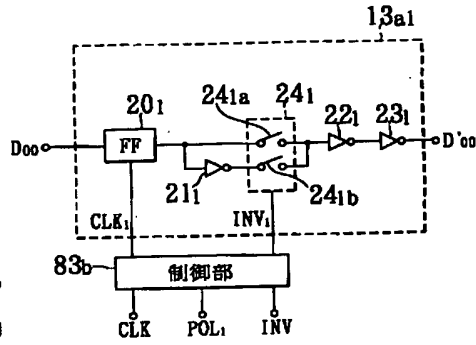 13a1
20₁
24₁a
24₁
22₁
23₁
D₀₀
FF
D'₀₀
21₁
24₁b
CLK₁
INV₁
83b
制御部
CLK
POL₁
INV